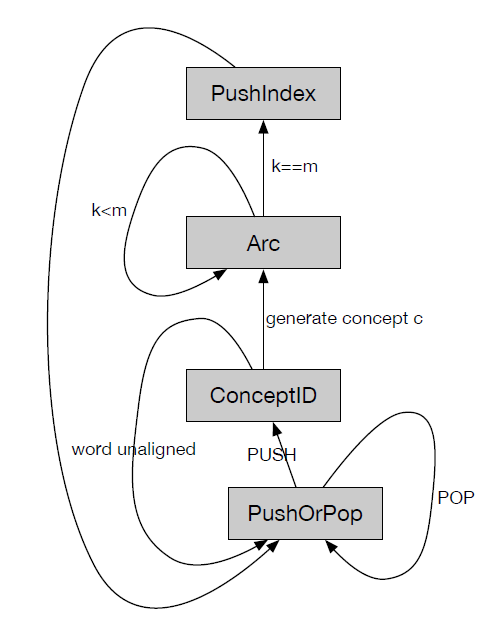 PushIndex
k==m
k<m
Arc
generate concept c
ConceptID
word unaligned
PUSH
POP
PushOrPop